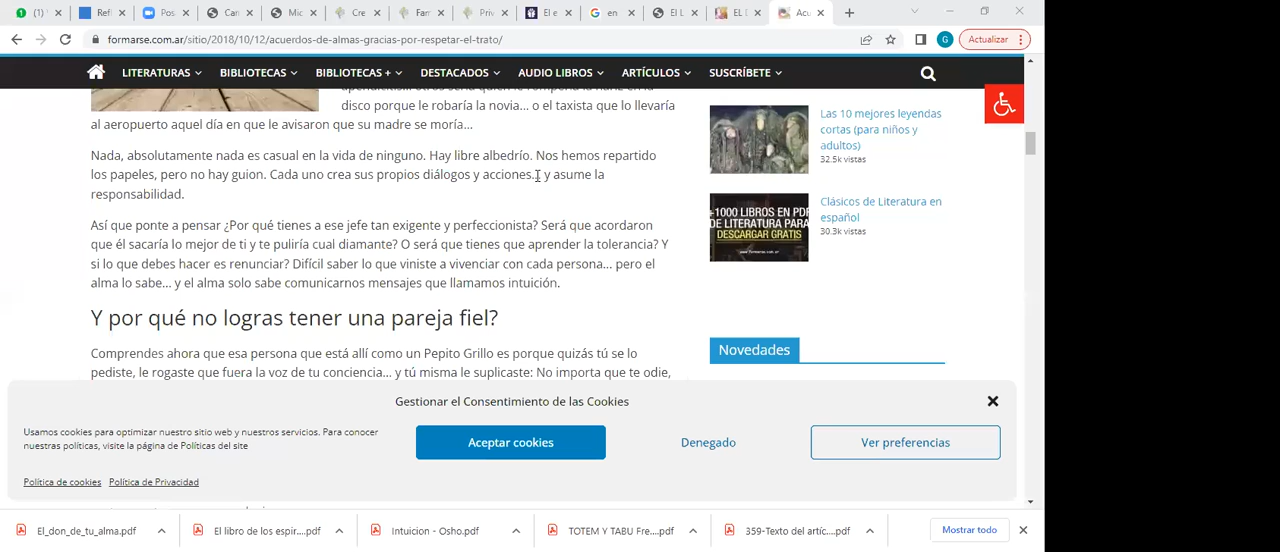 (1)
Refl
Pos
Can
Mic
Cre
Fam
Priv
El e
en
El L
EL D
Acu
formarse.com.ar/sitio/2018/10/12/acuerdos-de-almas-gracias-por-respetar-el-trato/
G
Actualizar
LITERATURAS
BIBLIOTECAS
BIBLIOTECAS +
DESTACADOS
AUDIO LIBROS
ARTÍCULOS
SUSCRÍBETE
disco porque le robaría la novia… o el taxista que lo llevaría
al aeropuerto aquel día en que le avisaron que su madre se moría…
Nada, absolutamente nada es casual en la vida de ninguno. Hay libre albedrío. Nos hemos repartido
los papeles, pero no hay guion. Cada uno crea sus propios diálogos y acciones… y asume la
responsabilidad.
Así que ponte a pensar ¿Por qué tienes a ese jefe tan exigente y perfeccionista? Será que acordaron
que él sacaría lo mejor de ti y te puliría cual diamante? O será que tienes que aprender la tolerancia? Y
si lo que debes hacer es renunciar? Difícil saber lo que viniste a vivenciar con cada persona… pero el
alma lo sabe… y el alma solo sabe comunicarnos mensajes que llamamos intuición.
Y por qué no logras tener una pareja fiel?
Comprendes ahora que esa persona que está allí como un Pepito Grillo es porque quizás tú se lo
pediste, le rogaste que fuera la voz de tu conciencia… y tú misma le suplicaste: No importa que te odie,
Las 10 mejores leyendas
cortas (para niños y
adultos)
32.5k vistas
+1000 LIBROS EN PDF
DE LITERATURA PARA
DESCARGAR GRATIS
www.formarse.com.ar
Clásicos de Literatura en
español
30.3k vistas
Novedades
Gestionar el Consentimiento de las Cookies
Usamos cookies para optimizar nuestro sitio web y nuestros servicios. Para conocer
nuestras políticas, visite la página de Políticas del site
Aceptar cookies
Denegado
Ver preferencias
Política de cookies
Política de Privacidad
El_don_de_tu_alma.pdf
El libro de los espir....pdf
Intuicion - Osho.pdf
TOTEM Y TABU Fre....pdf
359-Texto del artíc....pdf
Mostrar todo